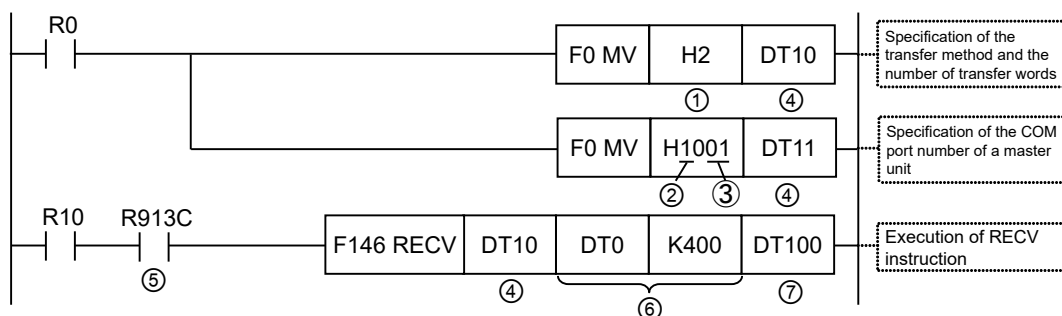 R0
F0 MV H2 DT10
① ④
Specification of the
transfer method and the
number of transfer words
F0 MV H1001 DT11
② ③ ④
Specification of the COM
port number of a master
unit
R10 R913C
⑤
F146 RECV DT10 DT0 K400 DT100
④ ⑥ ⑦
Execution of RECV
instruction